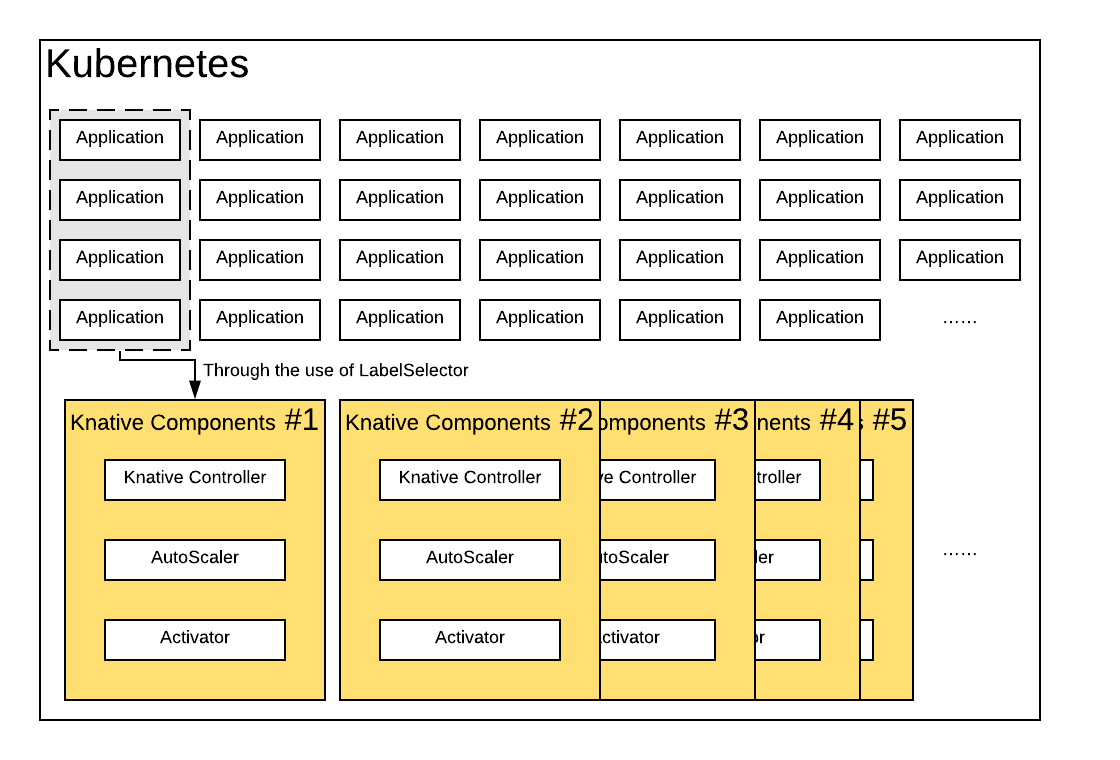 Kubernetes
Application Application Application Application Application Application Application
Application Application Application Application Application Application Application
Application Application Application Application Application Application Application
Application Application Application Application Application Application ......
Through the use of LabelSelector
Knative Components #1
Knative Controller
AutoScaler
Activator
Knative Components #2
Knative Controller
AutoScaler
Activator
omponents #3
ve Controller
utoScaler
ctivator
nents #4
troller
ler
or
s #5
......